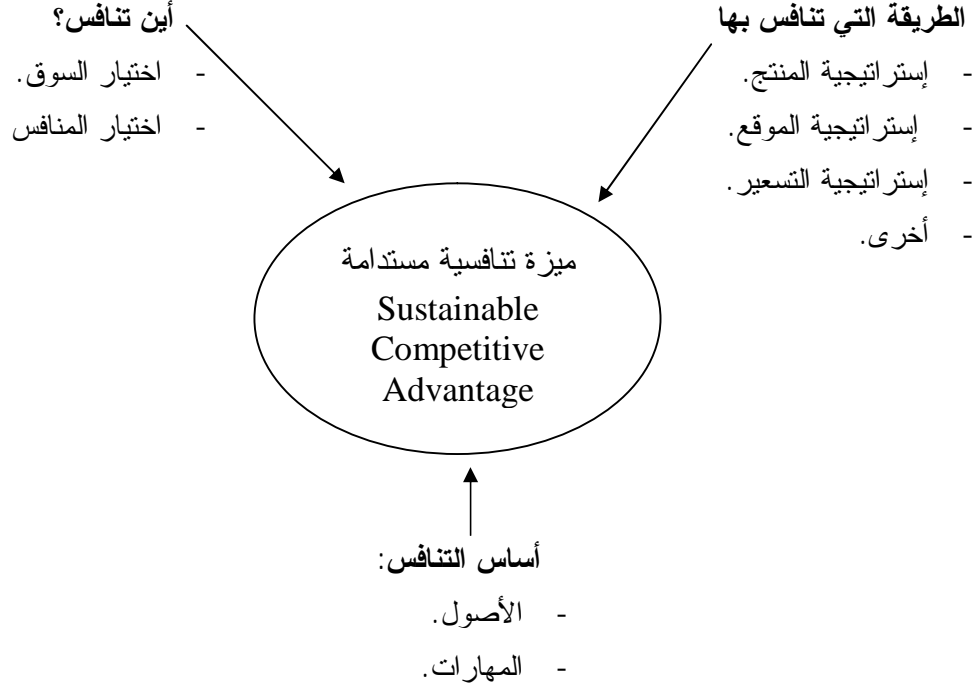 الطريقة التي تنافس بها
- إستراتيجية المنتج.
- إستراتيجية الموقع.
- إستراتيجية التسعير.
- أخرى.
أين تنافس؟
- اختيار السوق.
- اختيار المنافس
ميزة تنافسية مستدامة
Sustainable
Competitive
Advantage
أساس التنافس:
- الأصول.
- المهارات.